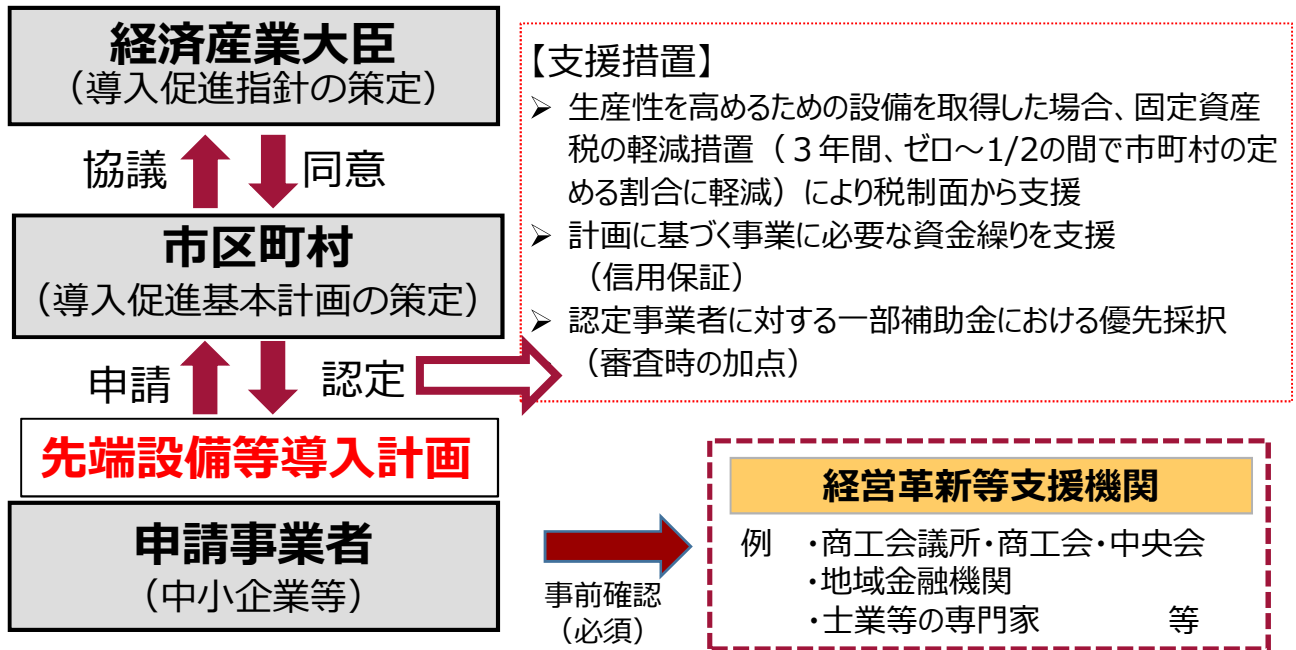 経済産業大臣
（導入促進指針の策定）
協議
同意
市区町村
（導入促進基本計画の策定）
申請
認定
先端設備等導入計画
申請事業者
（中小企業等）
【支援措置】
➢ 生産性を高めるための設備を取得した場合、固定資産
税の軽減措置（３年間、ゼロ～1/2の間で市町村の定
める割合に軽減）により税制面から支援
➢ 計画に基づく事業に必要な資金繰りを支援
（信用保証）
➢ 認定事業者に対する一部補助金における優先採択
（審査時の加点）
事前確認
（必須）
経営革新等支援機関
例 ・商工会議所・商工会・中央会
・地域金融機関
・士業等の専門家 等